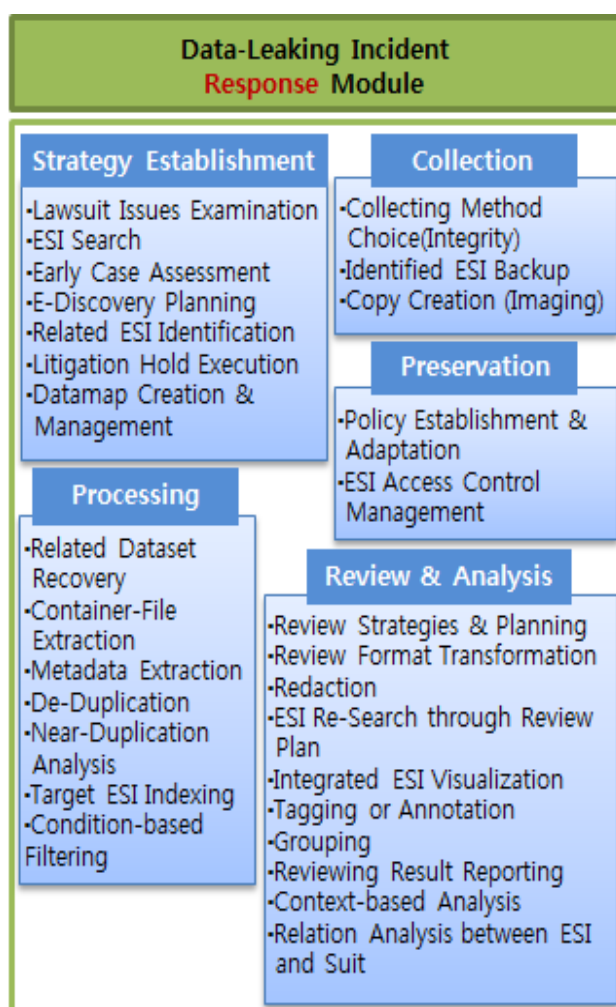 Data-Leaking Incident
Response Module
Strategy Establishment
•Lawsuit Issues Examination
•ESI Search
•Early Case Assessment
•E-Discovery Planning
•Related ESI Identification
•Litigation Hold Execution
•Datamap Creation &
Management
Collection
•Collecting Method
Choice(Integrity)
•Identified ESI Backup
•Copy Creation (Imaging)
Preservation
•Policy Establishment &
Adaptation
•ESI Access Control
Management
Processing
•Related Dataset
Recovery
•Container-File
Extraction
•Metadata Extraction
•De-Duplication
•Near-Duplication
Analysis
•Target ESI Indexing
•Condition-based
Filtering
Review & Analysis
•Review Strategies & Planning
•Review Format Transformation
•Redaction
•ESI Re-Search through Review
Plan
•Integrated ESI Visualization
•Tagging or Annotation
•Grouping
•Reviewing Result Reporting
•Context-based Analysis
•Relation Analysis between ESI
and Suit